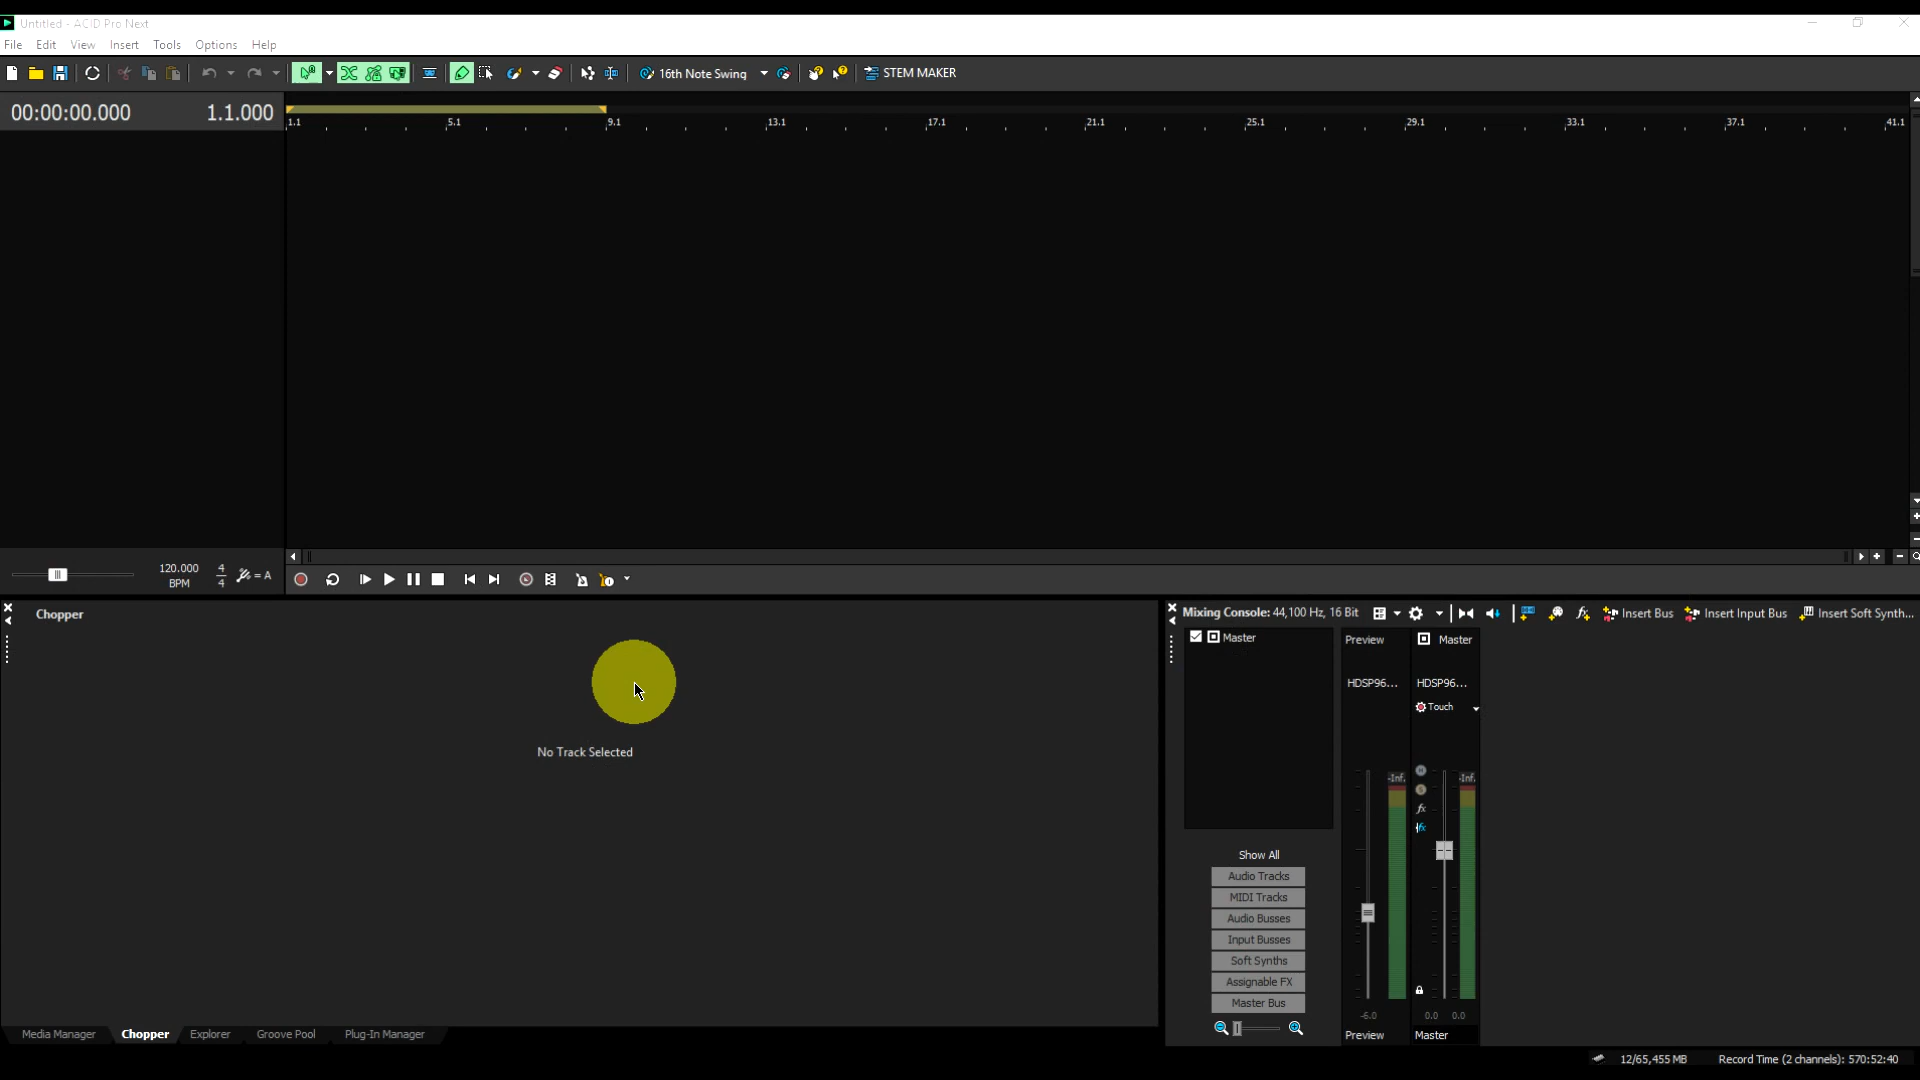 Untitled - ACID Pro Next
File Edit View Insert Tools Options Help
16th Note Swing STEM MAKER
00:00:00.000 1.1.000
1.1 5.1 9.1 13.1 17.1 21.1 25.1 29.1 33.1 37.1 41.1
120.000 BPM 4/4 = A
Chopper
No Track Selected
Media Manager Chopper Explorer Groove Pool Plug-In Manager
Mixing Console: 44,100 Hz, 16 Bit Insert Bus Insert Input Bus Insert Soft Synth...
Master
Show All
Audio Tracks
MIDI Tracks
Audio Busses
Input Busses
Soft Synths
Assignable FX
Master Bus
Preview Master
HDSP96... HDSP96...
Touch
-Inf. -Inf.
fx
fx
-6.0 0.0 0.0
Preview Master
12/65,455 MB Record Time (2 channels): 570:52:40